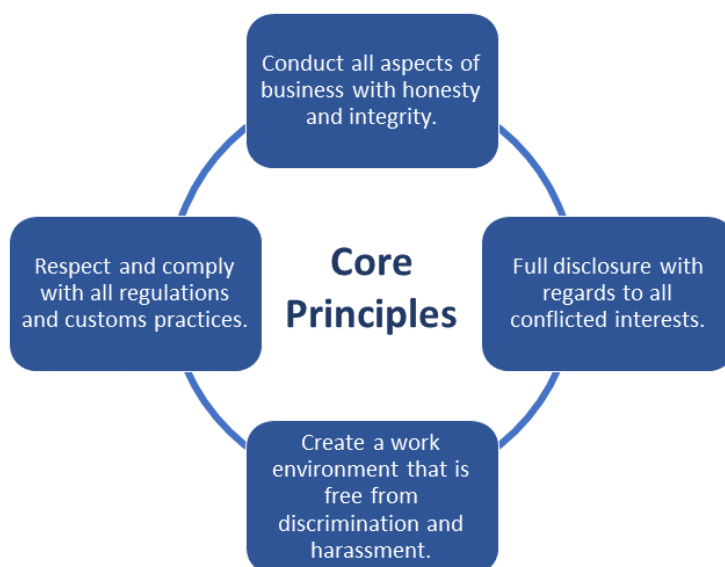 Conduct all aspects of
business with honesty
and integrity.
Respect and comply
with all regulations
and customs practices.
Core
Principles
Full disclosure with
regards to all
conflicted interests.
Create a work
environment that is
free from
discrimination and
harassment.